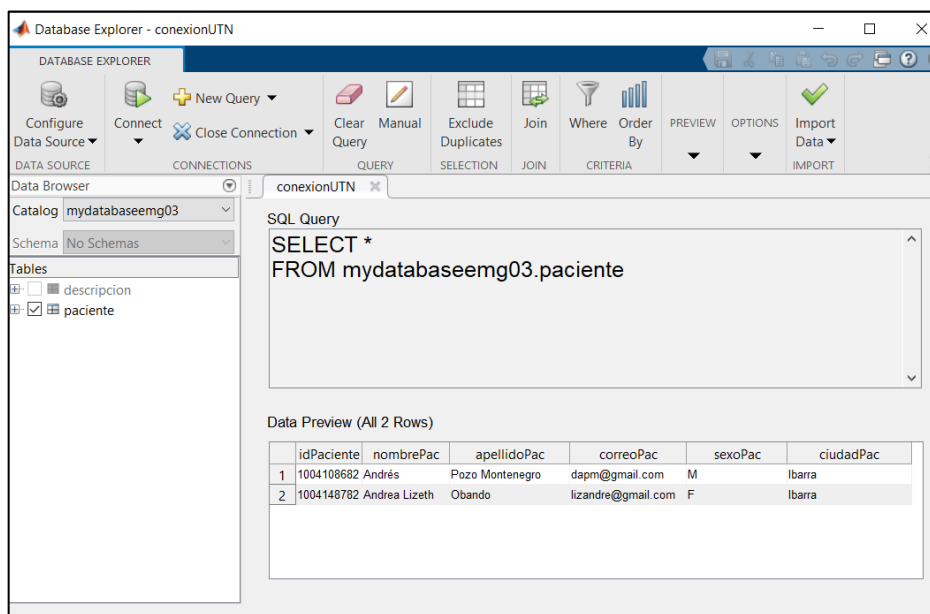 Database Explorer - conexionUTN
DATABASE EXPLORER
Configure Data Source
Connect
New Query
Close Connection
Clear Query
Manual
Exclude Duplicates
Join
Where
Order By
PREVIEW
OPTIONS
Import Data
DATA SOURCE
CONNECTIONS
QUERY
SELECTION
JOIN
CRITERIA
IMPORT
Data Browser
conexionUTN
Catalog mydatabaseemg03
Schema No Schemas
Tables
descripcion
paciente
SQL Query
SELECT *
FROM mydatabaseemg03.paciente
Data Preview (All 2 Rows)
idPaciente nombrePac apellidoPac correoPac sexoPac ciudadPac
1 1004108682 Andrés Pozo Montenegro dapm@gmail.com M Ibarra
2 1004148782 Andrea Lizeth Obando lizandre@gmail.com F Ibarra